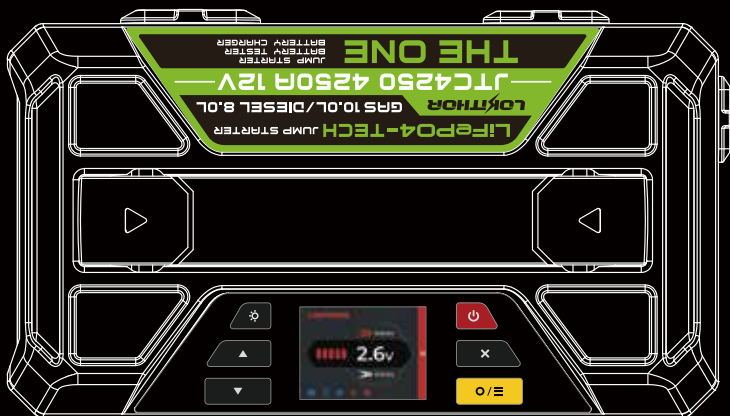 LiFePO4-TECH JUMP STARTER
LOKITHOR GAS 10.0L/DIESEL 8.0L
JTC4250 4250A 12V
THE ONE
JUMP STARTER
BATTERY TESTER
BATTERY CHARGER
2.6v